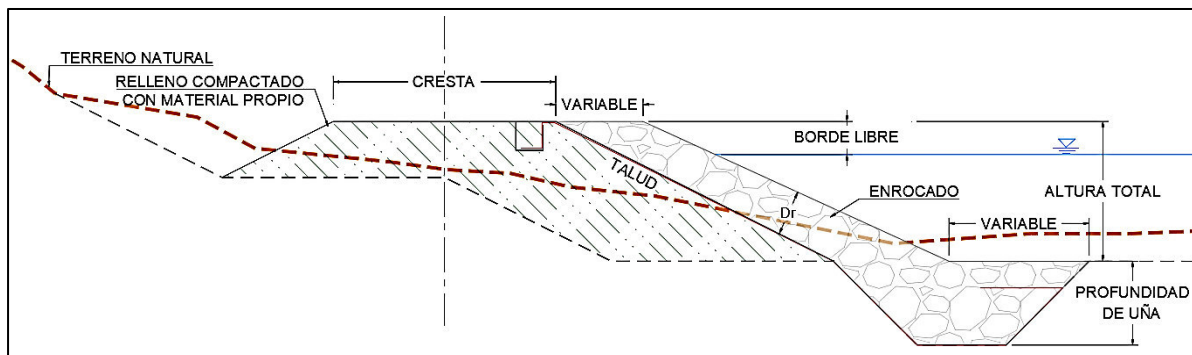 TERRENO NATURAL
RELLENO COMPACTADO
CON MATERIAL PROPIO
CRESTA
VARIABLE
BORDE LIBRE
TALUD
ENROCADO
ALTURA TOTAL
Dr
VARIABLE
PROFUNDIDAD
DE UÑA